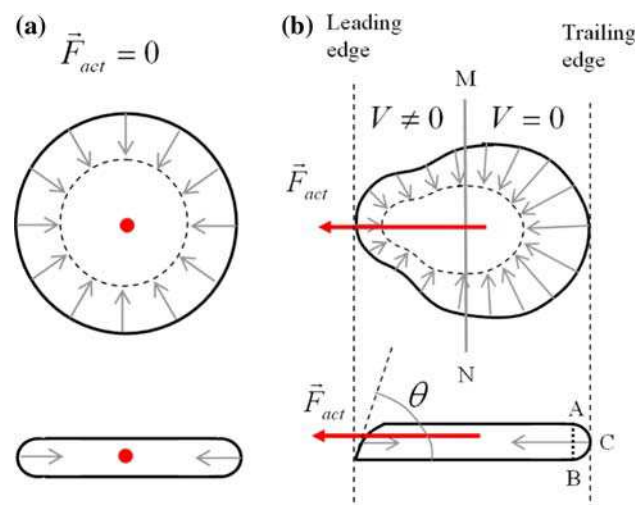 (a)
F⃗act = 0
(b)
Leading
edge
Trailing
edge
M
V ≠ 0
V = 0
F⃗act
N
F⃗act
θ
A
C
B